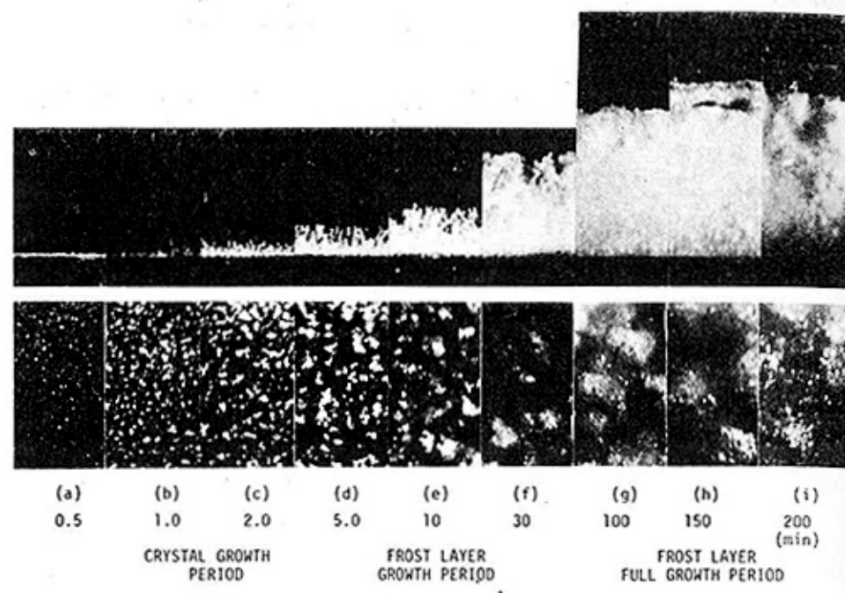 (a) (b) (c) (d) (e) (f) (g) (h) (i)
0.5 1.0 2.0 5.0 10 30 100 150 200
(min)
CRYSTAL GROWTH PERIOD
FROST LAYER GROWTH PERIOD
FROST LAYER FULL GROWTH PERIOD